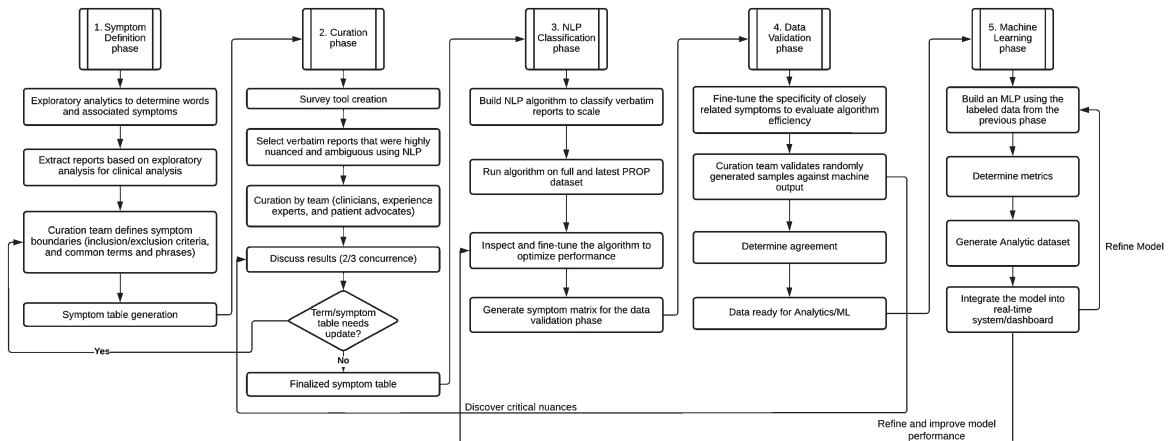 1. Symptom
Definition
phase
Exploratory analytics to determine words
and associated symptoms
Extract reports based on exploratory
analysis for clinical analysis
Curation team defines symptom
boundaries (inclusion/exclusion criteria,
and common terms and phrases)
Symptom table generation
2. Curation
phase
Survey tool creation
Select verbatim reports that were highly
nuanced and ambiguous using NLP
Curation by team (clinicians, experience
experts, and patient advocates)
Discuss results (2/3 concurrence)
Term/symptom
table needs
update?
Yes
No
Finalized symptom table
3. NLP
Classification
phase
Build NLP algorithm to classify verbatim
reports to scale
Run algorithm on full and latest PROP
dataset
Inspect and fine-tune the algorithm to
optimize performance
Generate symptom matrix for the data
validation phase
4. Data
Validation
phase
Fine-tune the specificity of closely
related symptoms to evaluate algorithm
efficiency
Curation team validates randomly
generated samples against machine
output
Determine agreement
Data ready for Analytics/ML
Discover critical nuances
5. Machine
Learning
phase
Build an MLP using the
labeled data from the
previous phase
Determine metrics
Generate Analytic dataset
Integrate the model into
real-time
system/dashboard
Refine Model
Refine and improve model
performance